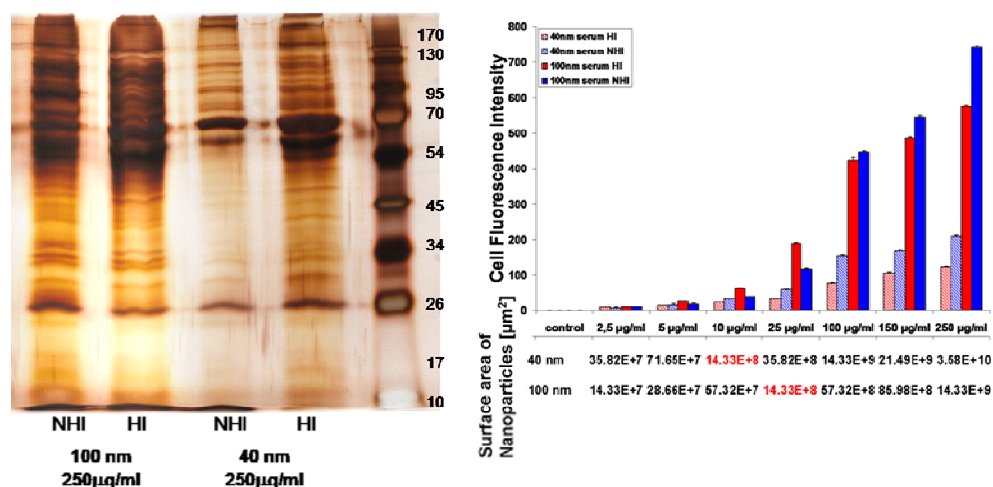 170
130
95
70
54
45
34
26
17
10
NHI HI NHI HI
100 nm 40 nm
250µg/ml 250µg/ml
800
700
600
500
400
300
200
100
0
Cell Fluorescence Intensity
40nm serum HI
40nm serum NHI
100nm serum HI
100nm serum NHI
control 2,5 µg/ml 5 µg/ml 10 µg/ml 25 µg/ml 100 µg/ml 150 µg/ml 250 µg/ml
Surface area of
Nanoparticles [µm²]
40 nm 35.82E+7 71.65E+7 14.33E+8 35.82E+8 14.33E+9 21.49E+9 3.58E+10
100 nm 14.33E+7 28.66E+7 57.32E+7 14.33E+8 57.32E+8 85.98E+8 14.33E+9